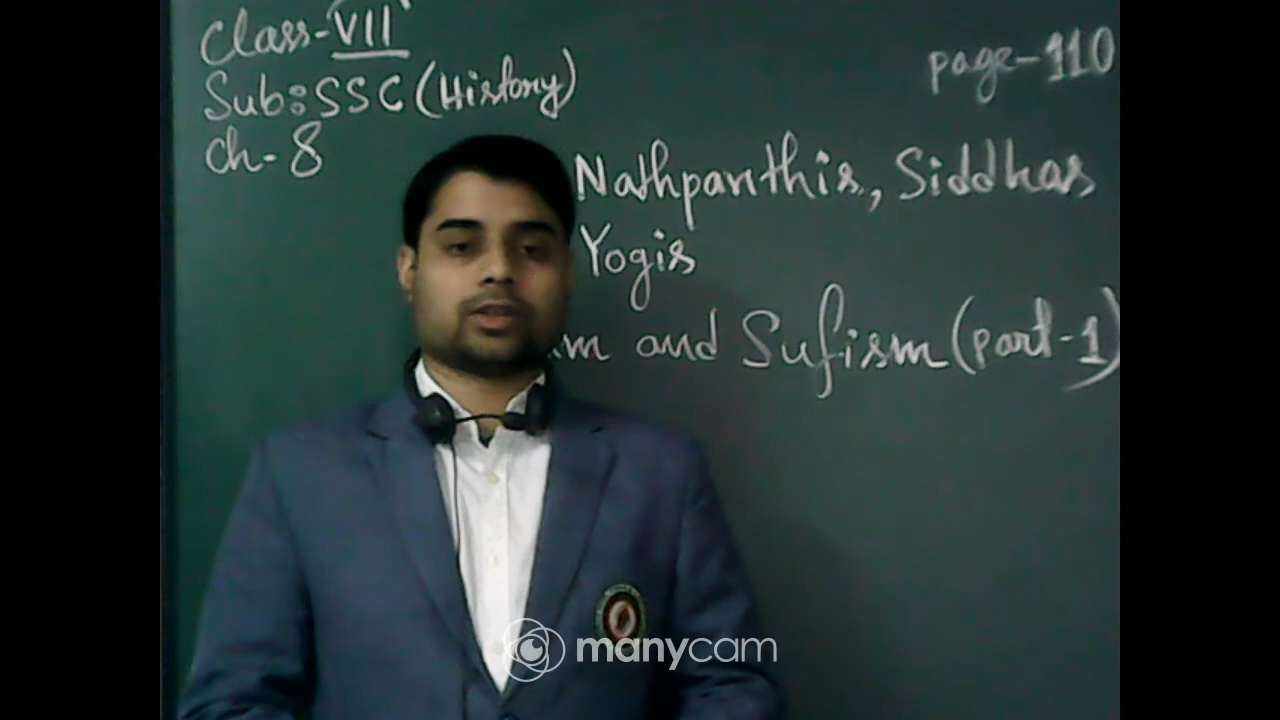 Class-VII
Sub: SSC (History)
Ch- 8
page-110
Nathpanthis, Siddhas
Yogis
and Sufism (part-1)
manycam